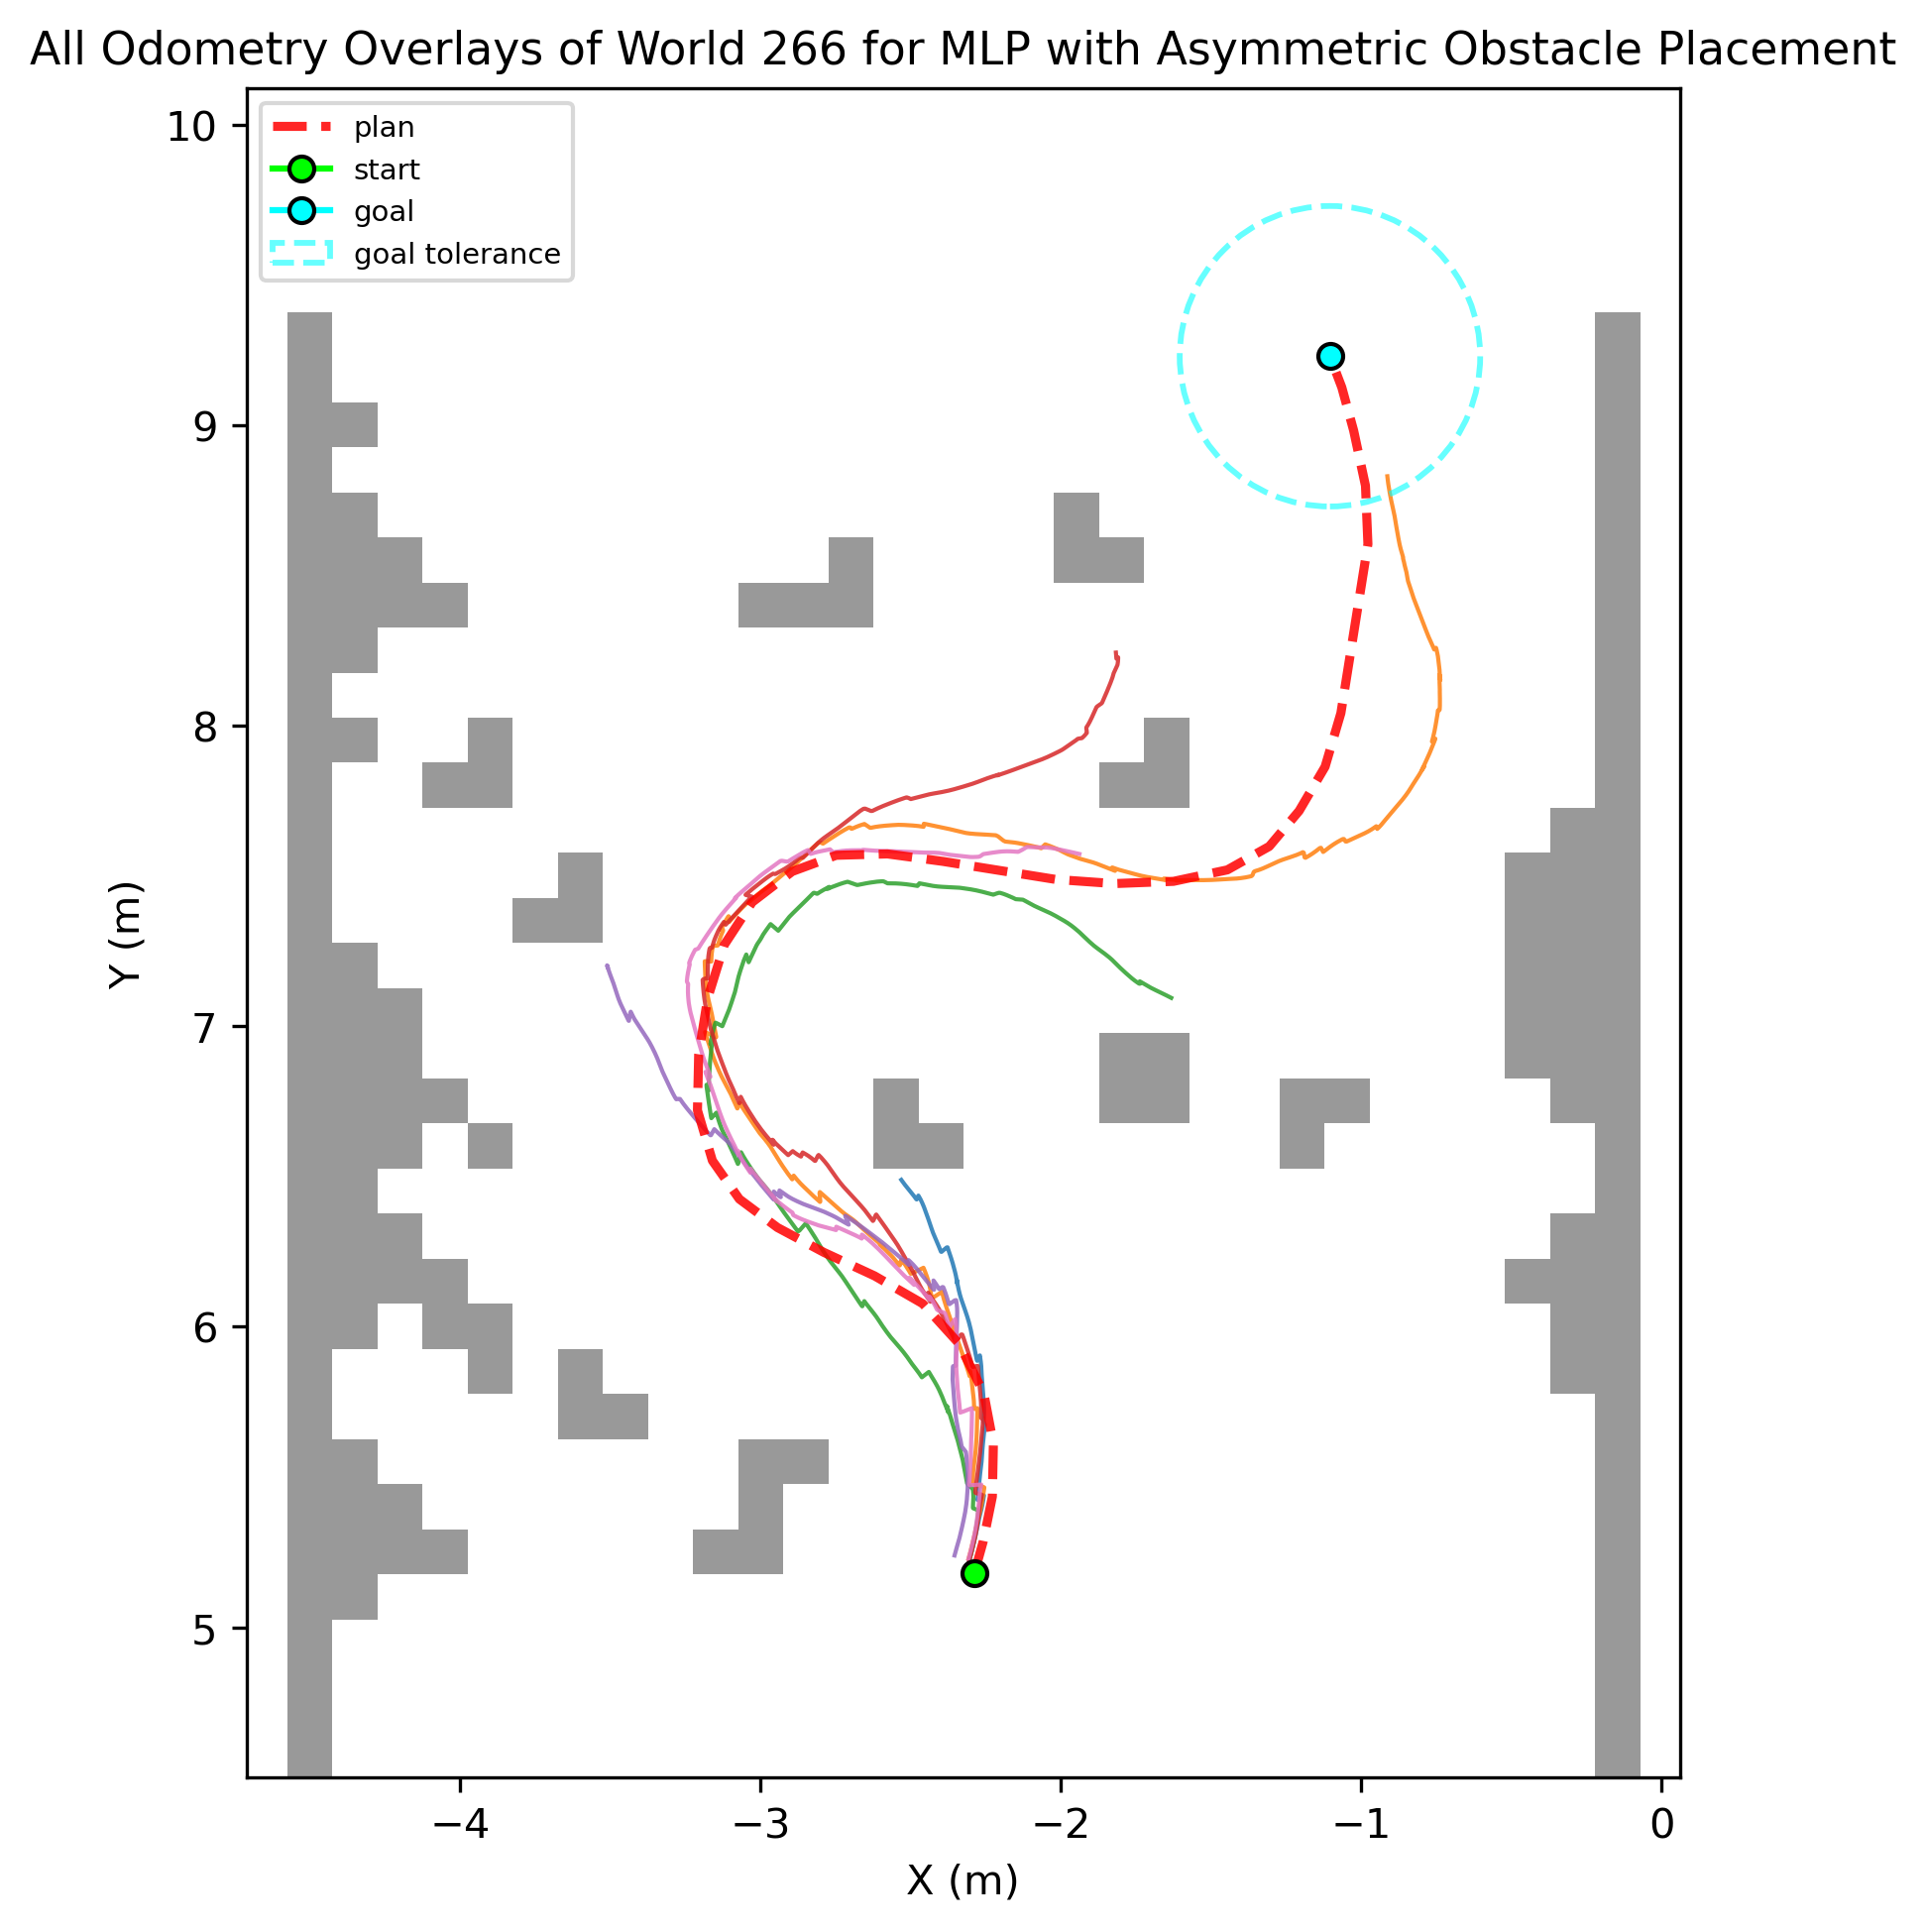 All Odometry Overlays of World 266 for MLP with Asymmetric Obstacle Placement
plan
start
goal
goal tolerance
10
9
8
7
6
5
Y (m)
−4
−3
−2
−1
0
X (m)